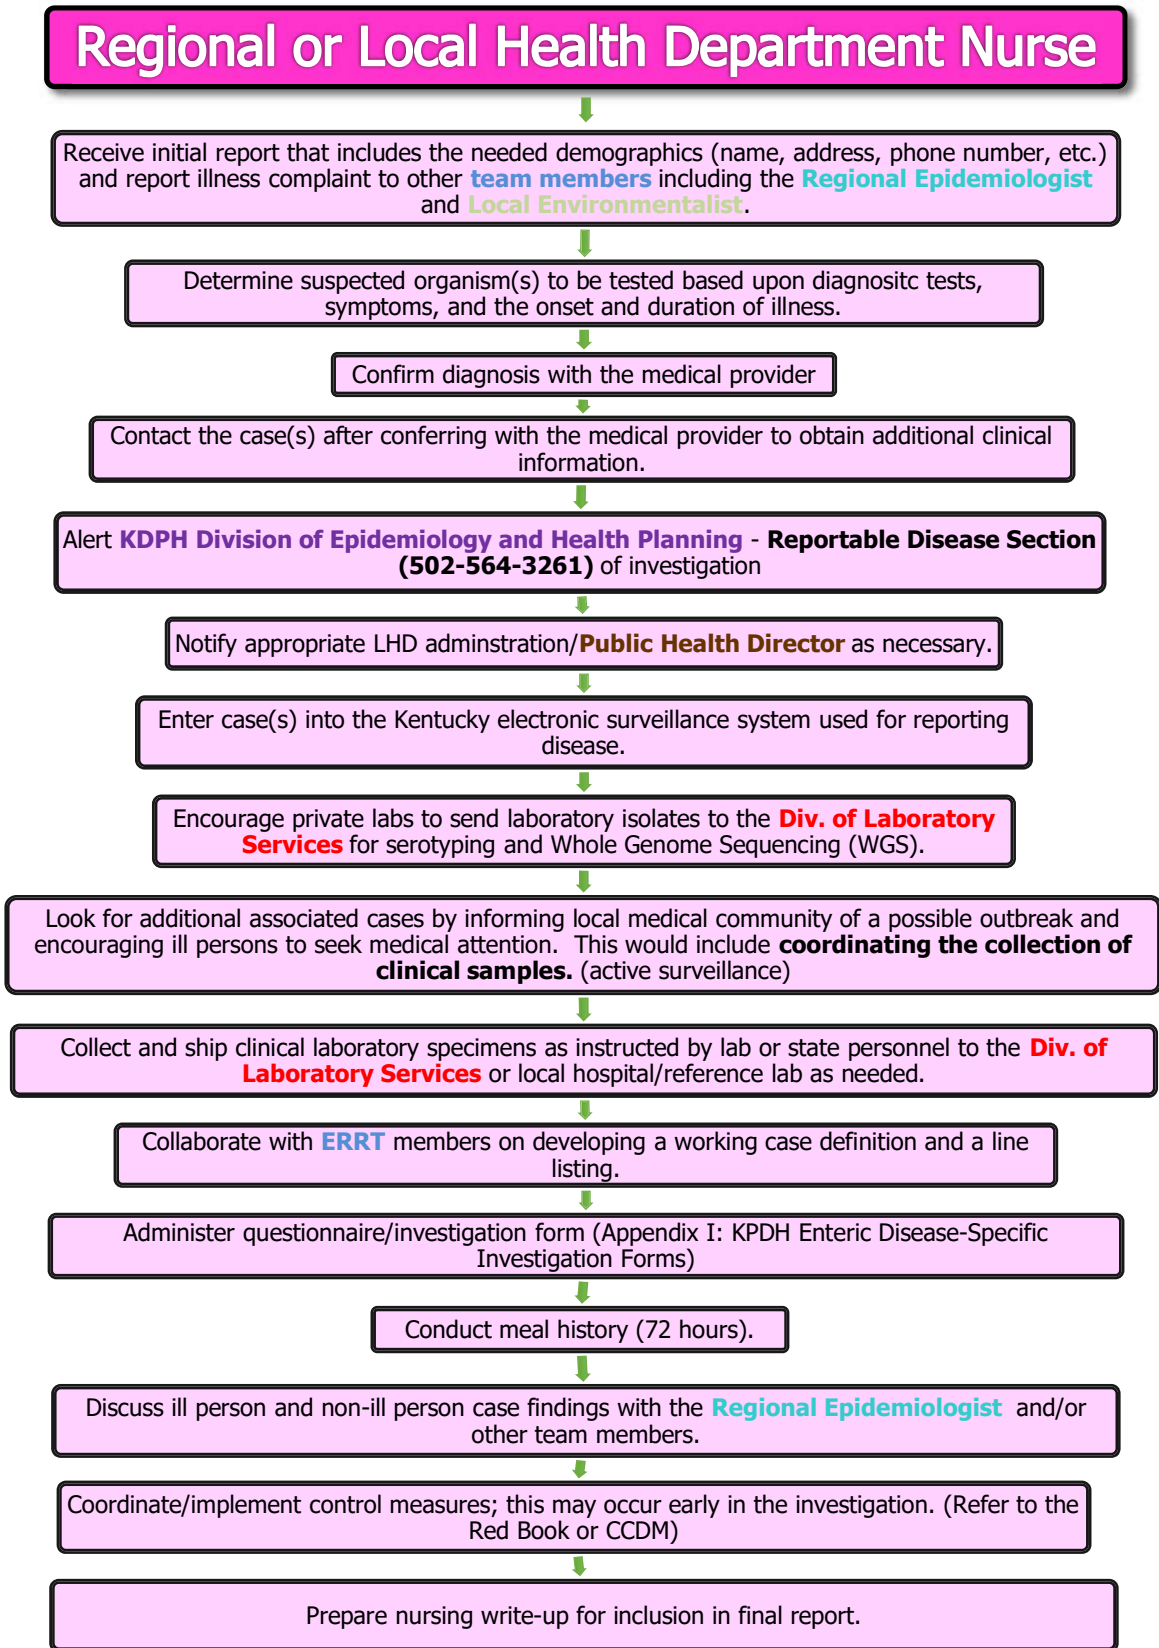 Regional or Local Health Department Nurse
Receive initial report that includes the needed demographics (name, address, phone number, etc.)
and report illness complaint to other team members including the Regional Epidemiologist
and Local Environmentalist.
Determine suspected organism(s) to be tested based upon diagnositc tests,
symptoms, and the onset and duration of illness.
Confirm diagnosis with the medical provider
Contact the case(s) after conferring with the medical provider to obtain additional clinical
information.
Alert KDPH Division of Epidemiology and Health Planning - Reportable Disease Section
(502-564-3261) of investigation
Notify appropriate LHD adminstration/Public Health Director as necessary.
Enter case(s) into the Kentucky electronic surveillance system used for reporting
disease.
Encourage private labs to send laboratory isolates to the Div. of Laboratory
Services for serotyping and Whole Genome Sequencing (WGS).
Look for additional associated cases by informing local medical community of a possible outbreak and
encouraging ill persons to seek medical attention.  This would include coordinating the collection of
clinical samples. (active surveillance)
Collect and ship clinical laboratory specimens as instructed by lab or state personnel to the Div. of
Laboratory Services or local hospital/reference lab as needed.
Collaborate with ERRT members on developing a working case definition and a line
listing.
Administer questionnaire/investigation form (Appendix I: KPDH Enteric Disease-Specific
Investigation Forms)
Conduct meal history (72 hours).
Discuss ill person and non-ill person case findings with the Regional Epidemiologist  and/or
other team members.
Coordinate/implement control measures; this may occur early in the investigation. (Refer to the
Red Book or CCDM)
Prepare nursing write-up for inclusion in final report.